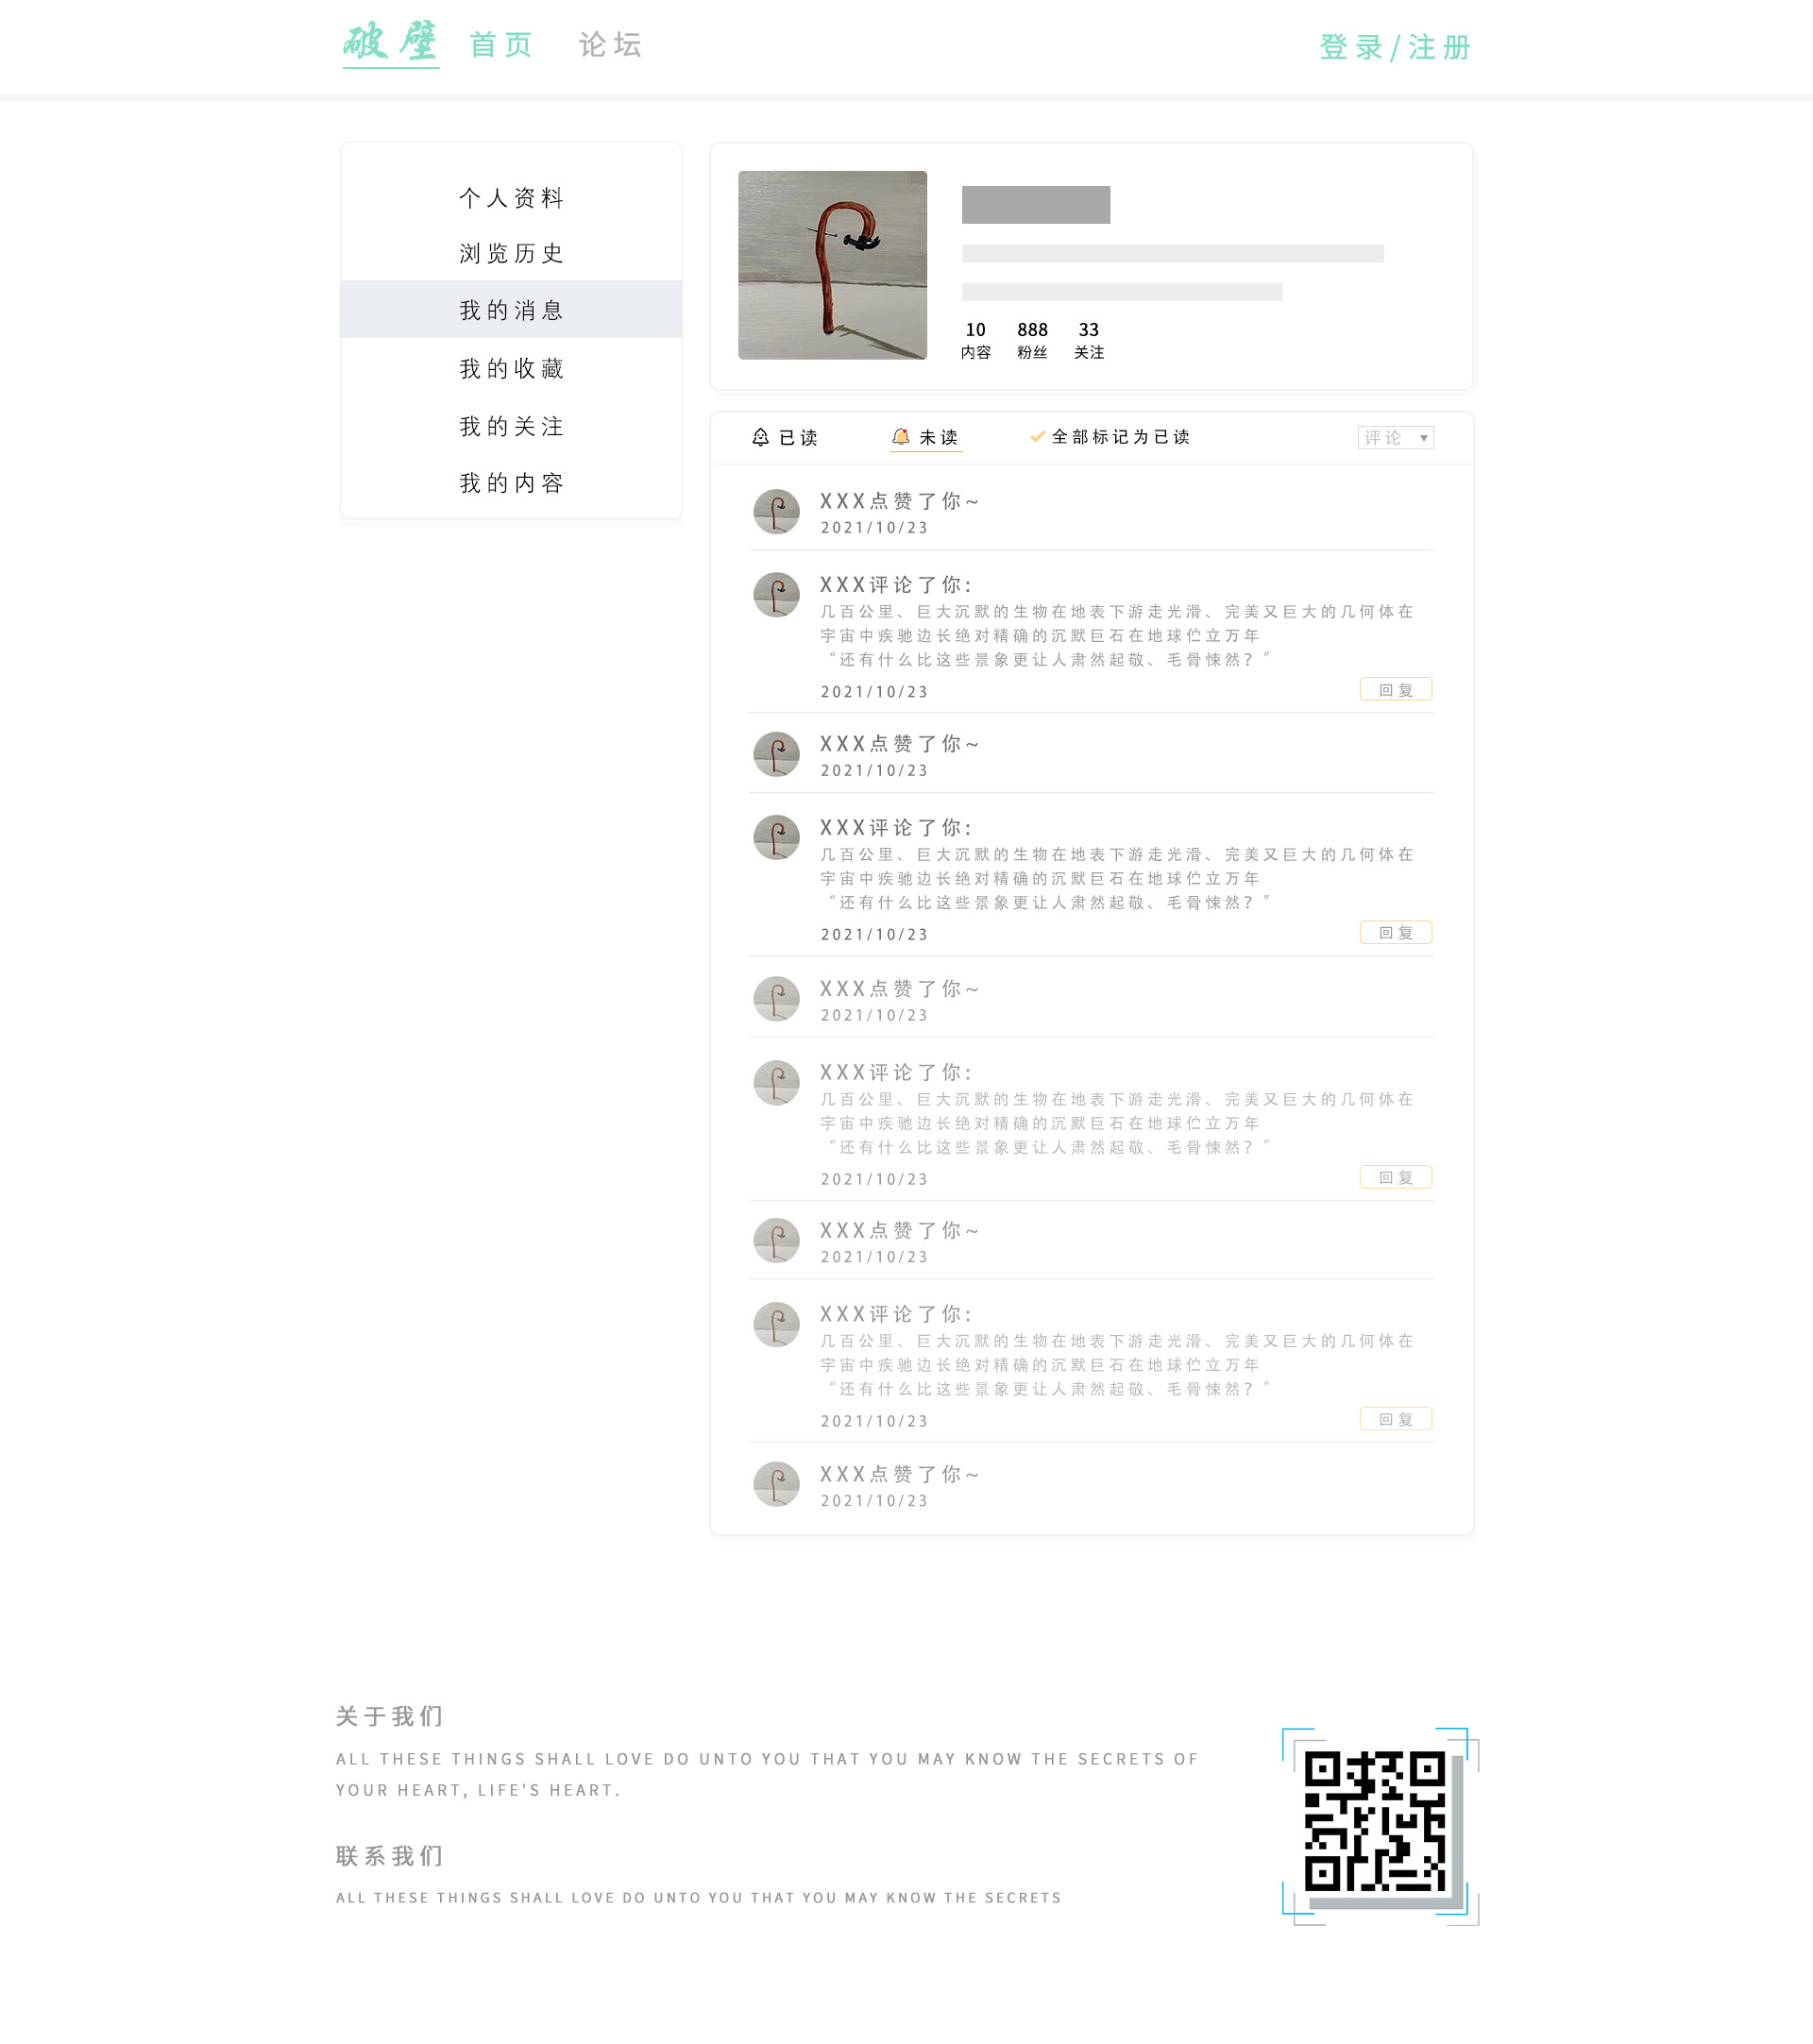 破壁 首页 论坛 登录/注册
个人资料
浏览历史
我的消息
我的收藏
我的关注
我的内容
10 888 33
内容 粉丝 关注
已读 未读 全部标记为已读 评论
XXX点赞了你~
2021/10/23
XXX评论了你:
几百公里、巨大沉默的生物在地表下游走光滑、完美又巨大的几何体在
宇宙中疾驰边长绝对精确的沉默巨石在地球伫立万年
“还有什么比这些景象更让人肃然起敬、毛骨悚然？”
2021/10/23 回复
XXX点赞了你~
2021/10/23
XXX评论了你:
几百公里、巨大沉默的生物在地表下游走光滑、完美又巨大的几何体在
宇宙中疾驰边长绝对精确的沉默巨石在地球伫立万年
“还有什么比这些景象更让人肃然起敬、毛骨悚然？”
2021/10/23 回复
XXX点赞了你~
2021/10/23
XXX评论了你:
几百公里、巨大沉默的生物在地表下游走光滑、完美又巨大的几何体在
宇宙中疾驰边长绝对精确的沉默巨石在地球伫立万年
“还有什么比这些景象更让人肃然起敬、毛骨悚然？”
2021/10/23 回复
XXX点赞了你~
2021/10/23
XXX评论了你:
几百公里、巨大沉默的生物在地表下游走光滑、完美又巨大的几何体在
宇宙中疾驰边长绝对精确的沉默巨石在地球伫立万年
“还有什么比这些景象更让人肃然起敬、毛骨悚然？”
2021/10/23 回复
XXX点赞了你~
2021/10/23
关于我们
ALL THESE THINGS SHALL LOVE DO UNTO YOU THAT YOU MAY KNOW THE SECRETS OF
YOUR HEART, LIFE'S HEART.
联系我们
ALL THESE THINGS SHALL LOVE DO UNTO YOU THAT YOU MAY KNOW THE SECRETS